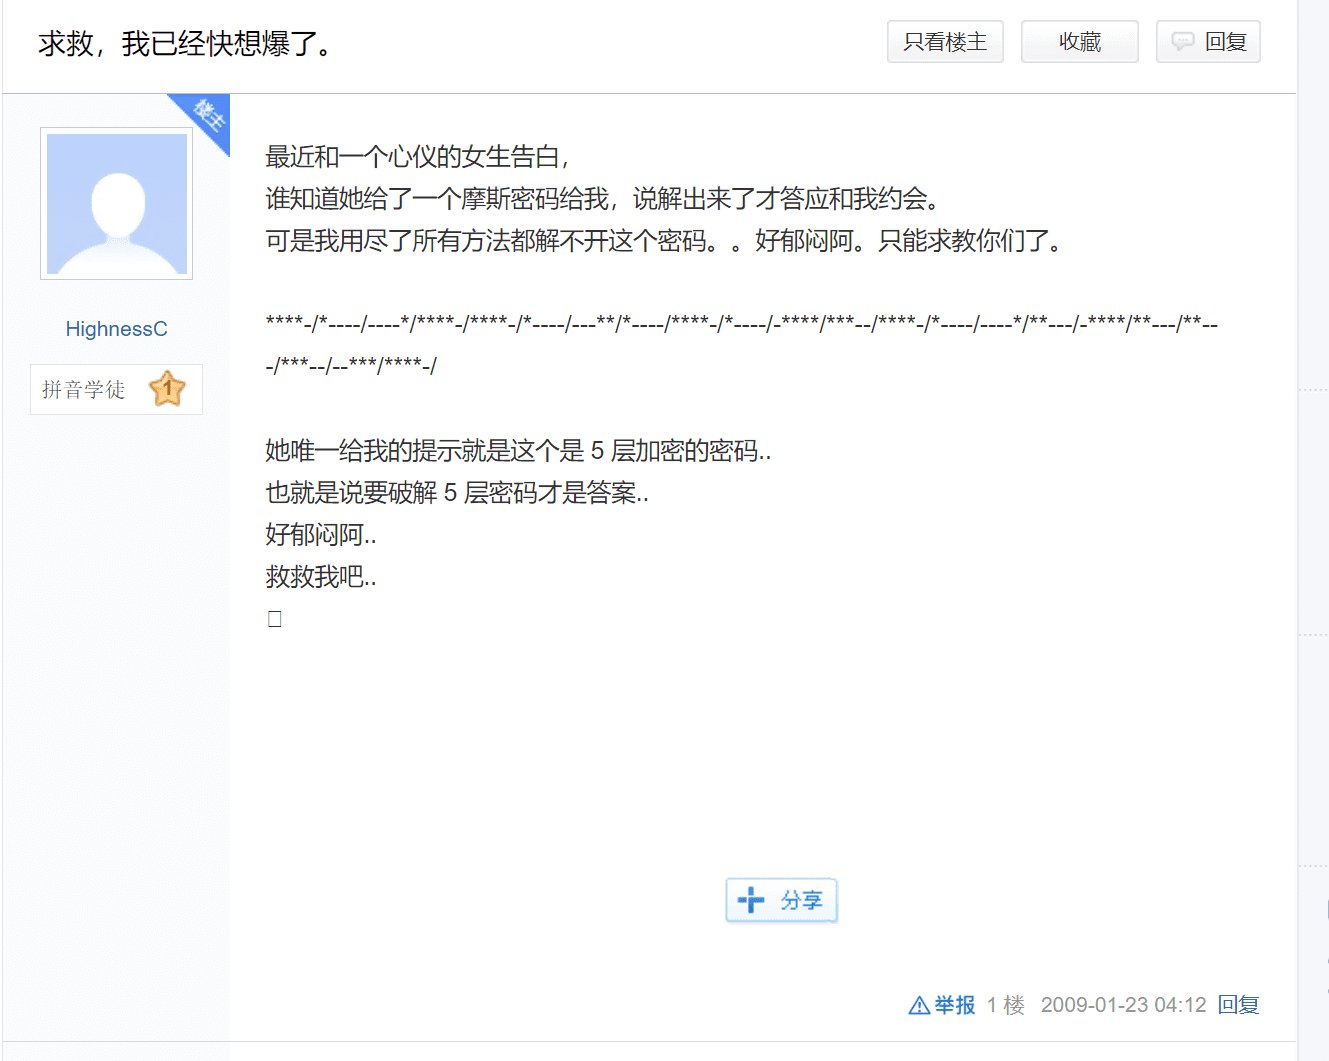 求救，我已经快想爆了。
只看楼主
收藏
回复
楼主
最近和一个心仪的女生告白，
谁知道她给了一个摩斯密码给我，说解出来了才答应和我约会。
可是我用尽了所有方法都解不开这个密码。。好郁闷阿。只能求教你们了。
HighnessC
拼音学徒
1
****-/*----/----*/****-/****-/*----/---**/*----/****-/*----/-****/***--/****-/*----/----*/**---/-****/**---/**--
-/***--/--***/****-/
她唯一给我的提示就是这个是 5 层加密的密码..
也就是说要破解 5 层密码才是答案..
好郁闷阿..
救救我吧..
分享
举报 1 楼 2009-01-23 04:12 回复